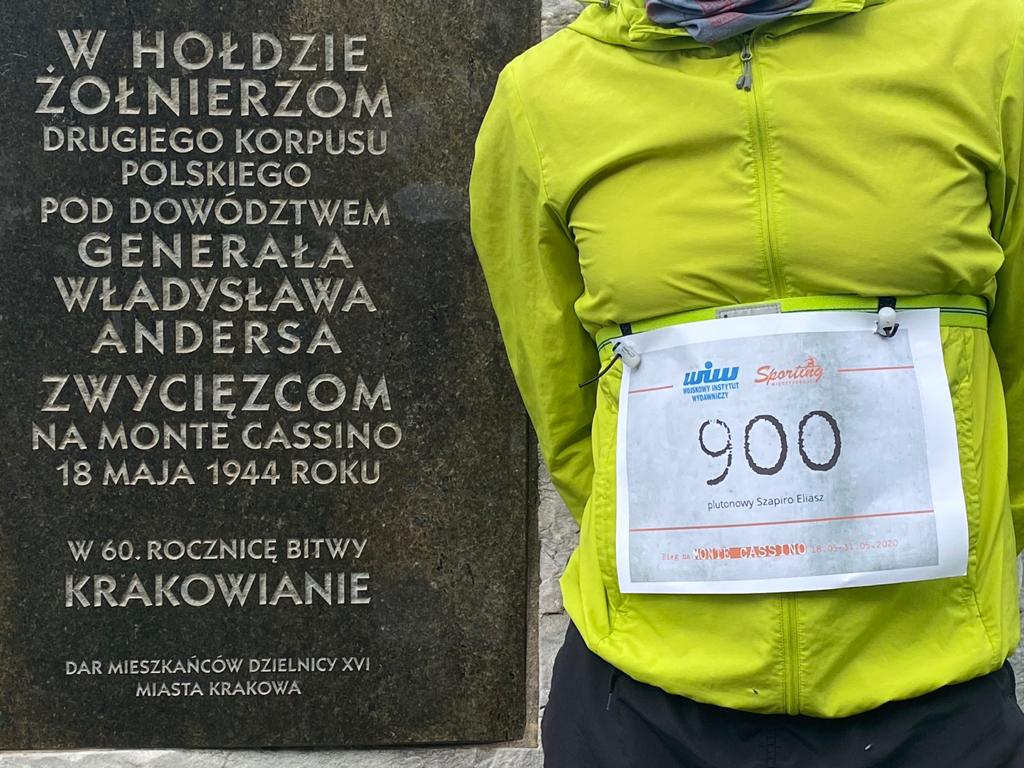 W HOŁDZIE
ŻOŁNIERZOM
DRUGIEGO KORPUSU
POLSKIEGO
POD DOWÓDZTWEM
GENERAŁA
WŁADYSŁAWA
ANDERSA
ZWYCIĘZCOM
NA MONTE CASSINO
18 MAJA 1944 ROKU
W 60. ROCZNICĘ BITWY
KRAKOWIANIE
DAR MIESZKAŃCÓW DZIELNICY XVI
MIASTA KRAKOWA
wiw
WOJSKOWY INSTYTUT
WYDAWNICZY
Sporting
MIĘDZYZDROJE
900
plutonowy Szapiro Eliasz
Bieg na MONTE CASSINO 18.05-31.05.2020